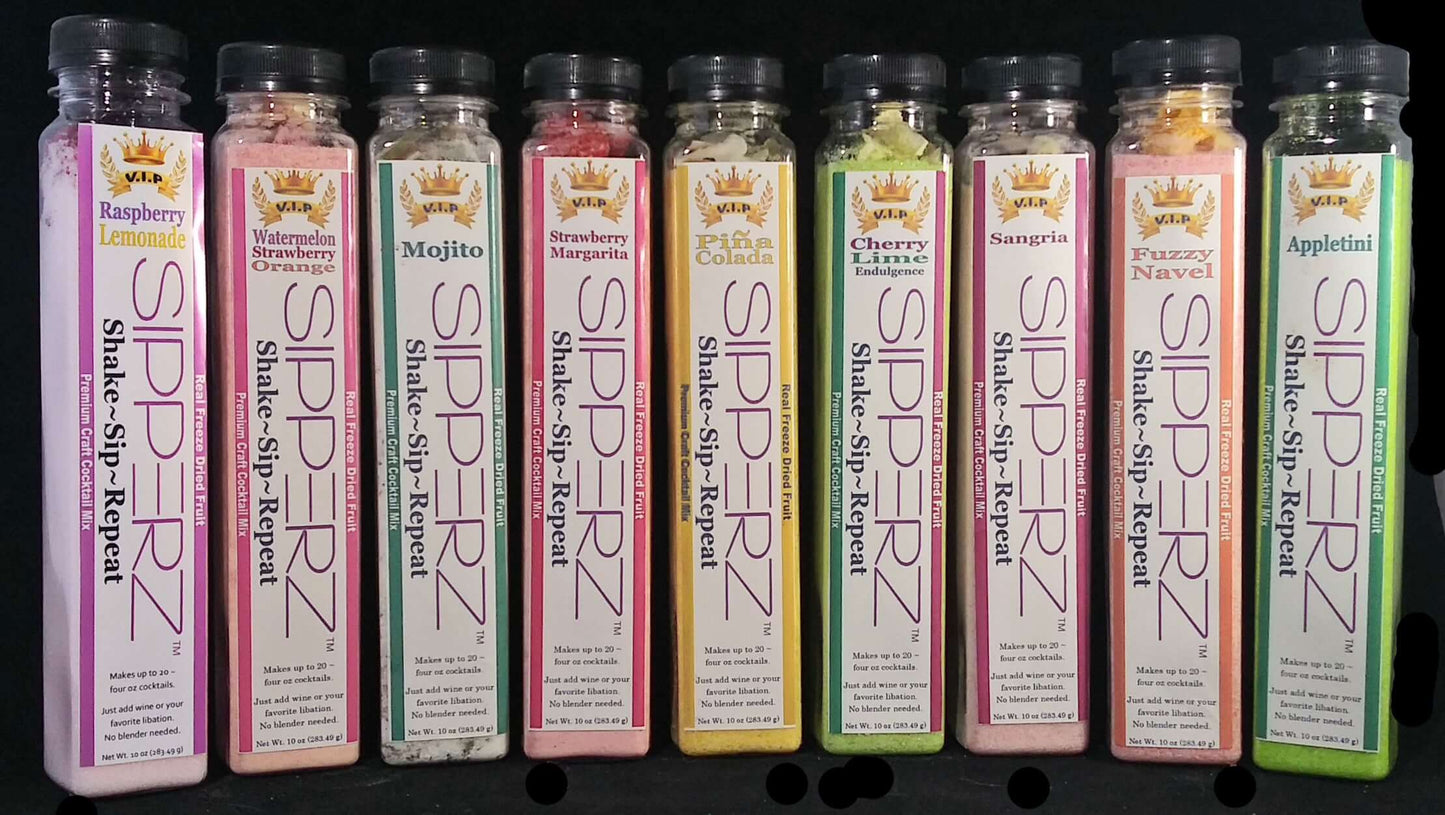 V.I.P
Raspberry
Lemonade
SIPPERZ™
Shake~Sip~Repeat
Real Freeze Dried Fruit
Premium Craft Cocktail Mix
Makes up to 20 ~
four oz cocktails.
Just add wine or your
favorite libation.
No blender needed.
Net Wt. 10 oz (283.49 g)
V.I.P
Watermelon
Strawberry
Orange
SIPPERZ™
Shake~Sip~Repeat
Real Freeze Dried Fruit
Premium Craft Cocktail Mix
Makes up to 20 ~
four oz cocktails.
Just add wine or your
favorite libation.
No blender needed.
Net Wt. 10 oz (283.49 g)
V.I.P
Mojito
SIPPERZ™
Shake~Sip~Repeat
Real Freeze Dried Fruit
Premium Craft Cocktail Mix
Makes up to 20 ~
four oz cocktails.
Just add wine or your
favorite libation.
No blender needed.
Net Wt. 10 oz (283.49 g)
V.I.P
Strawberry
Margarita
SIPPERZ™
Shake~Sip~Repeat
Real Freeze Dried Fruit
Premium Craft Cocktail Mix
Makes up to 20 ~
four oz cocktails.
Just add wine or your
favorite libation.
No blender needed.
Net Wt. 10 oz (283.49 g)
V.I.P
Piña
Colada
SIPPERZ™
Shake~Sip~Repeat
Real Freeze Dried Fruit
Premium Craft Cocktail Mix
Makes up to 20 ~
four oz cocktails.
Just add wine or your
favorite libation.
No blender needed.
Net Wt. 10 oz (283.49 g)
V.I.P
Cherry
Lime
Endulgence
SIPPERZ™
Shake~Sip~Repeat
Real Freeze Dried Fruit
Premium Craft Cocktail Mix
Makes up to 20 ~
four oz cocktails.
Just add wine or your
favorite libation.
No blender needed.
Net Wt. 10 oz (283.49 g)
V.I.P
Sangria
SIPPERZ™
Shake~Sip~Repeat
Real Freeze Dried Fruit
Premium Craft Cocktail Mix
Makes up to 20 ~
four oz cocktails.
Just add wine or your
favorite libation.
No blender needed.
Net Wt. 10 oz (283.49 g)
V.I.P
Fuzzy
Navel
SIPPERZ™
Shake~Sip~Repeat
Real Freeze Dried Fruit
Premium Craft Cocktail Mix
Makes up to 20 ~
four oz cocktails.
Just add wine or your
favorite libation.
No blender needed.
Net Wt. 10 oz (283.49 g)
V.I.P
Appletini
SIPPERZ™
Shake~Sip~Repeat
Real Freeze Dried Fruit
Premium Craft Cocktail Mix
Makes up to 20 ~
four oz cocktails.
Just add wine or your
favorite libation.
No blender needed.
Net Wt. 10 oz (283.49 g)